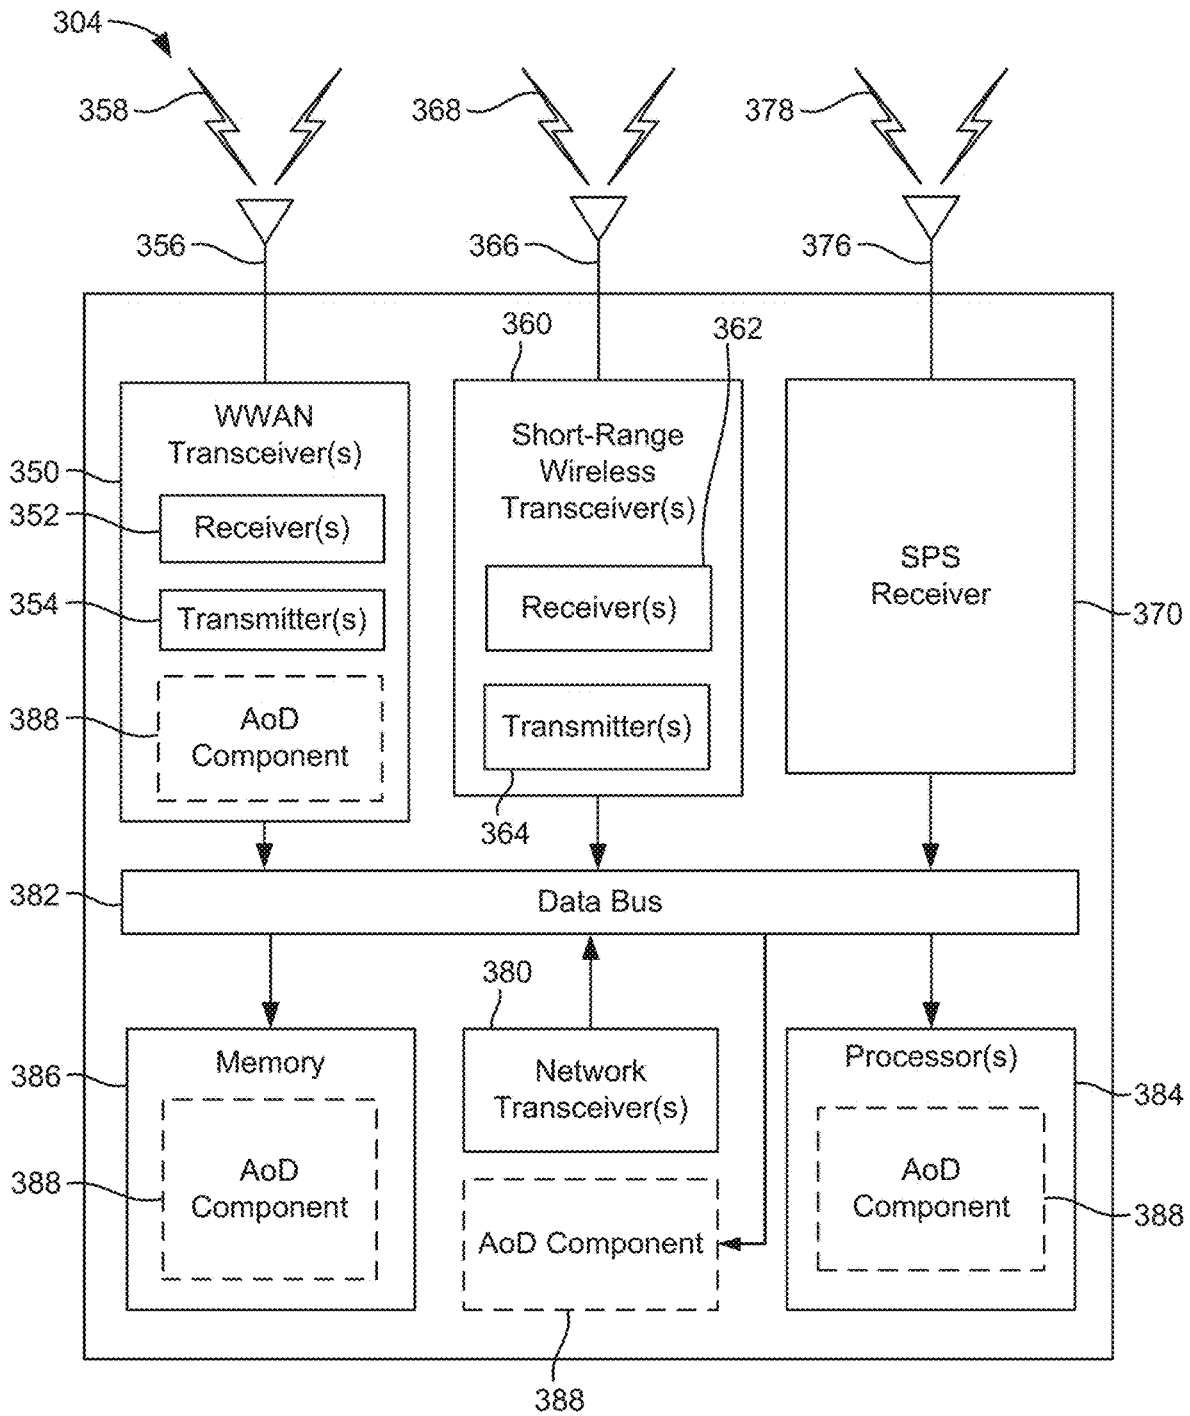 304
358
368
378
356
366
376
360
362
WWAN
Transceiver(s)
Short-Range
Wireless
Transceiver(s)
350
352
Receiver(s)
SPS
Receiver
354
Transmitter(s)
Receiver(s)
370
388
AoD
Component
Transmitter(s)
364
382
Data Bus
380
386
Memory
Network
Transceiver(s)
Processor(s)
384
388
AoD
Component
AoD Component
AoD
Component
388
388